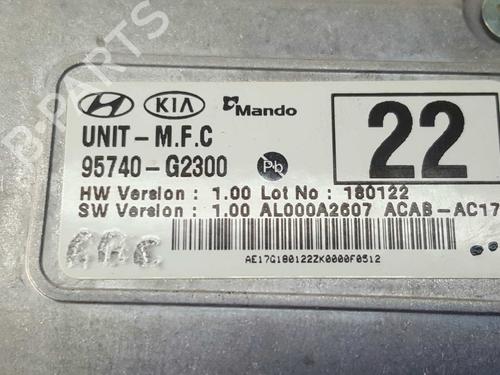 B-PARTS
HYUNDAI KIA Mando
UNIT - M.F.C
95740 - G2300 Pb 22
HW Version : 1.00 Lot No : 180122
SW Version : 1.00 AL000A2607 ACAB - AC17
AE17G180122ZK0000F0512